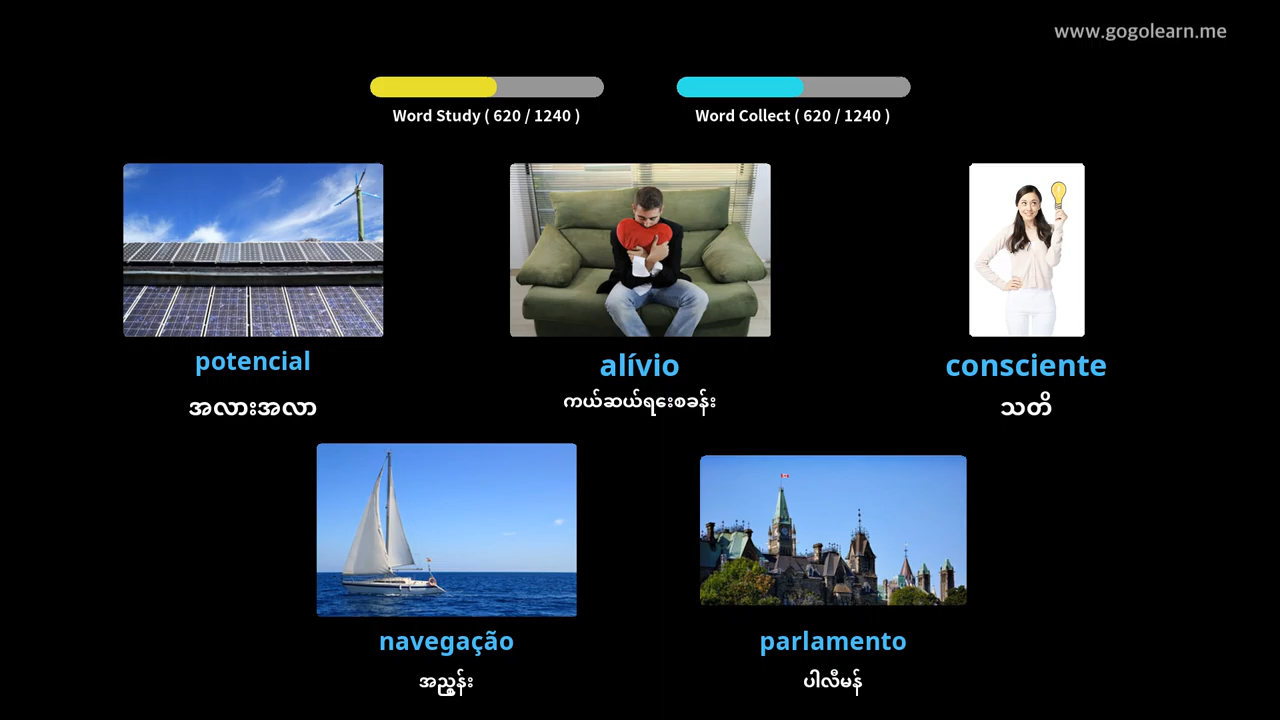 www.gogolearn.me
Word Study ( 620 / 1240 )
Word Collect ( 620 / 1240 )
potencial
alívio
consciente
အလားအလာ
ကယ်ဆယ်ရေးစခန်း
သတိ
navegação
parlamento
အညွှန်း
ပါလီမန်